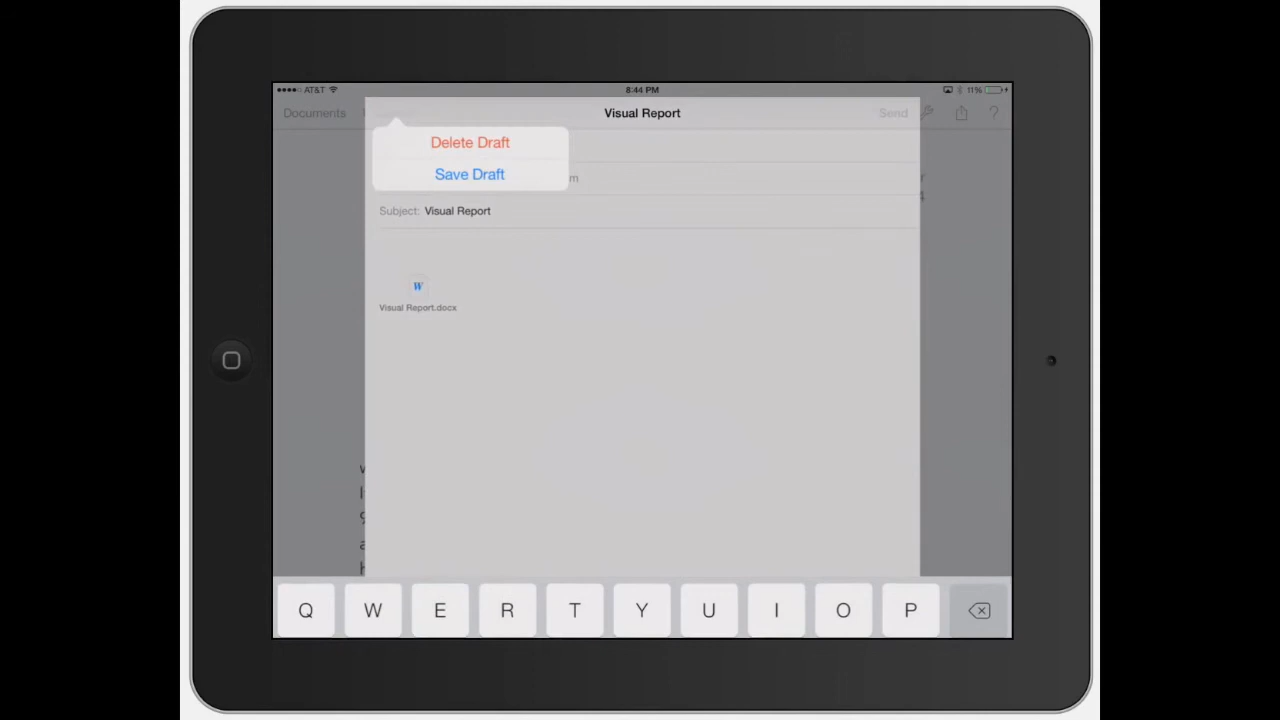 AT&T
8:44 PM
11%
Documents
Visual Report
Send
?
Delete Draft
Save Draft
m
Subject: Visual Report
W
Visual Report.docx
Q W E R T Y U I O P